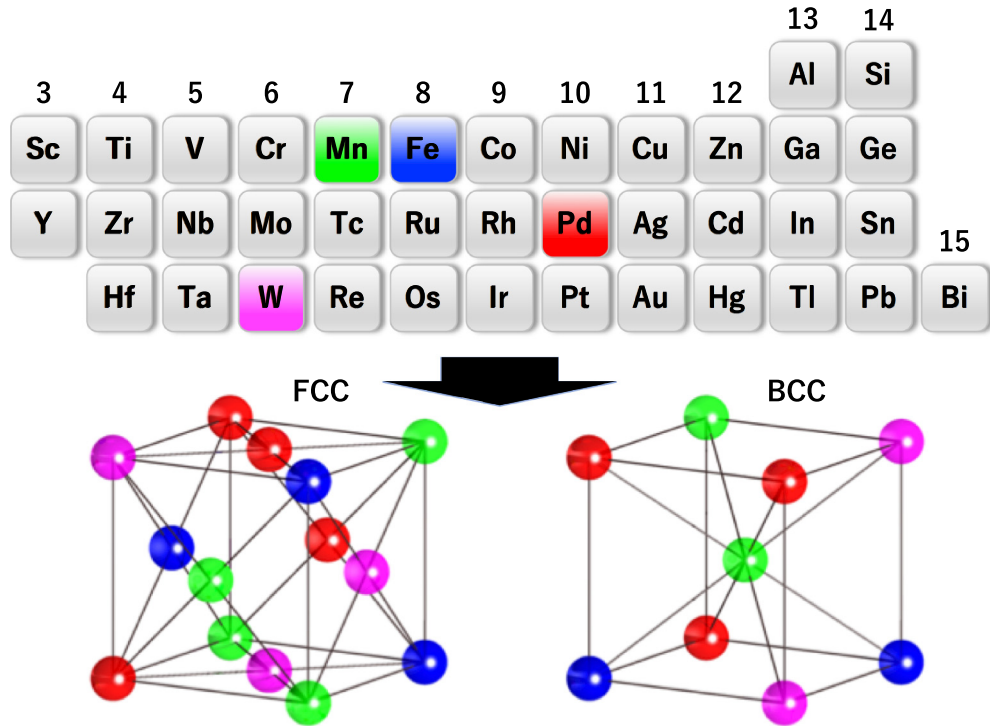 13 14
3 4 5 6 7 8 9 10 11 12 Al Si
Sc Ti V Cr Mn Fe Co Ni Cu Zn Ga Ge
Y Zr Nb Mo Tc Ru Rh Pd Ag Cd In Sn
15
Hf Ta W Re Os Ir Pt Au Hg Tl Pb Bi
FCC BCC